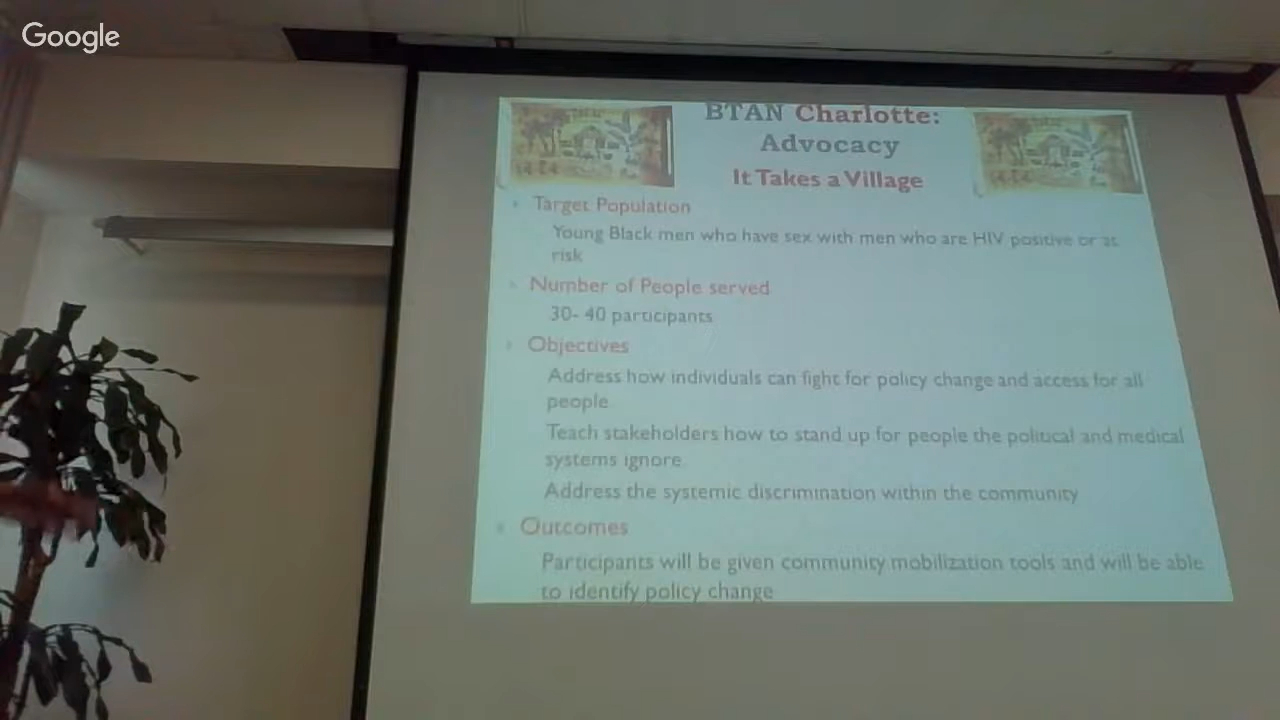 Google
BTAN Charlotte:
Advocacy
It Takes a Village
Target Population
Young Black men who have sex with men who are HIV positive or at
risk
Number of People served
30- 40 participants
Objectives
Address how individuals can fight for policy change and access for all
people
Teach stakeholders how to stand up for people the political and medical
systems ignore
Address the systemic discrimination within the community
Outcomes
Participants will be given community mobilization tools and will be able
to identify policy change